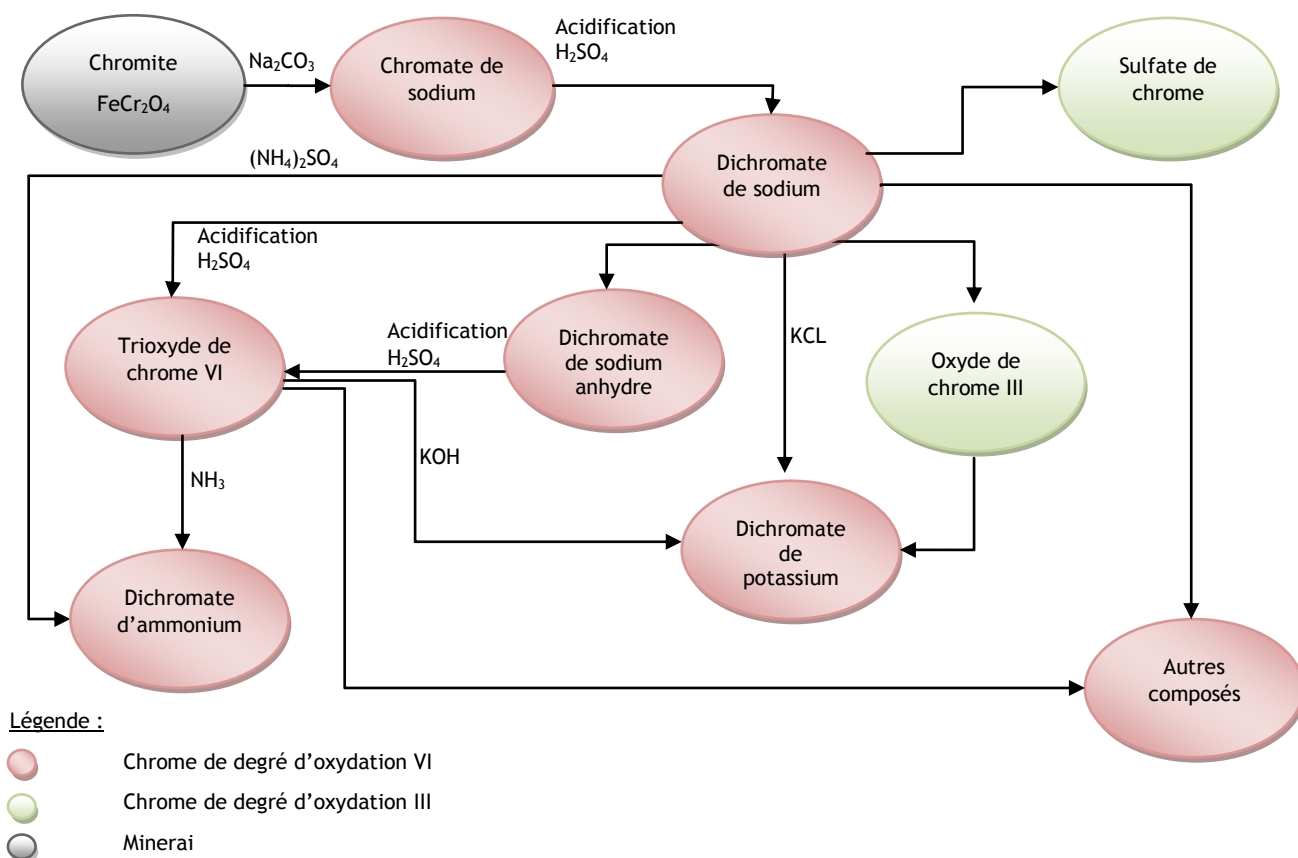 Chromite
FeCr₂O₄
Na₂CO₃
Chromate de
sodium
Acidification
H₂SO₄
Sulfate de
chrome
Dichromate
de sodium
(NH₄)₂SO₄
Acidification
H₂SO₄
Trioxyde de
chrome VI
Acidification
H₂SO₄
Dichromate
de sodium
anhydre
KCL
Oxyde de
chrome III
KOH
NH₃
Dichromate
de
potassium
Dichromate
d’ammonium
Autres
composés
Légende :
Chrome de degré d’oxydation VI
Chrome de degré d’oxydation III
Minerai